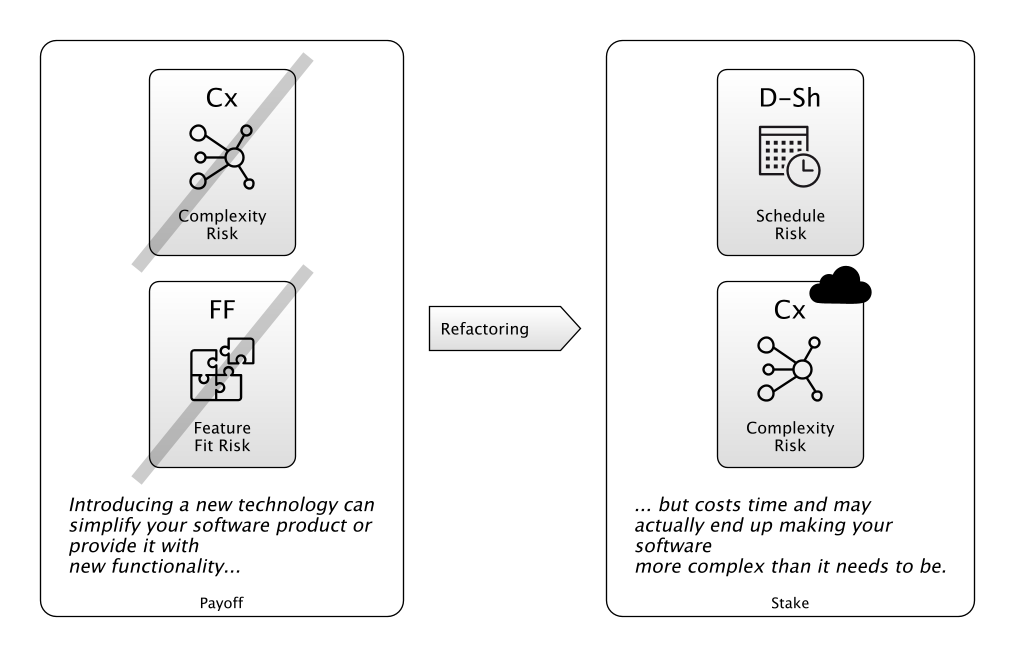 Cx
Complexity
Risk
FF
Feature
Fit Risk
Introducing a new technology can
simplify your software product or
provide it with
new functionality...
Payoff
Refactoring
D-Sh
Schedule
Risk
Cx
Complexity
Risk
... but costs time and may
actually end up making your
software
more complex than it needs to be.
Stake